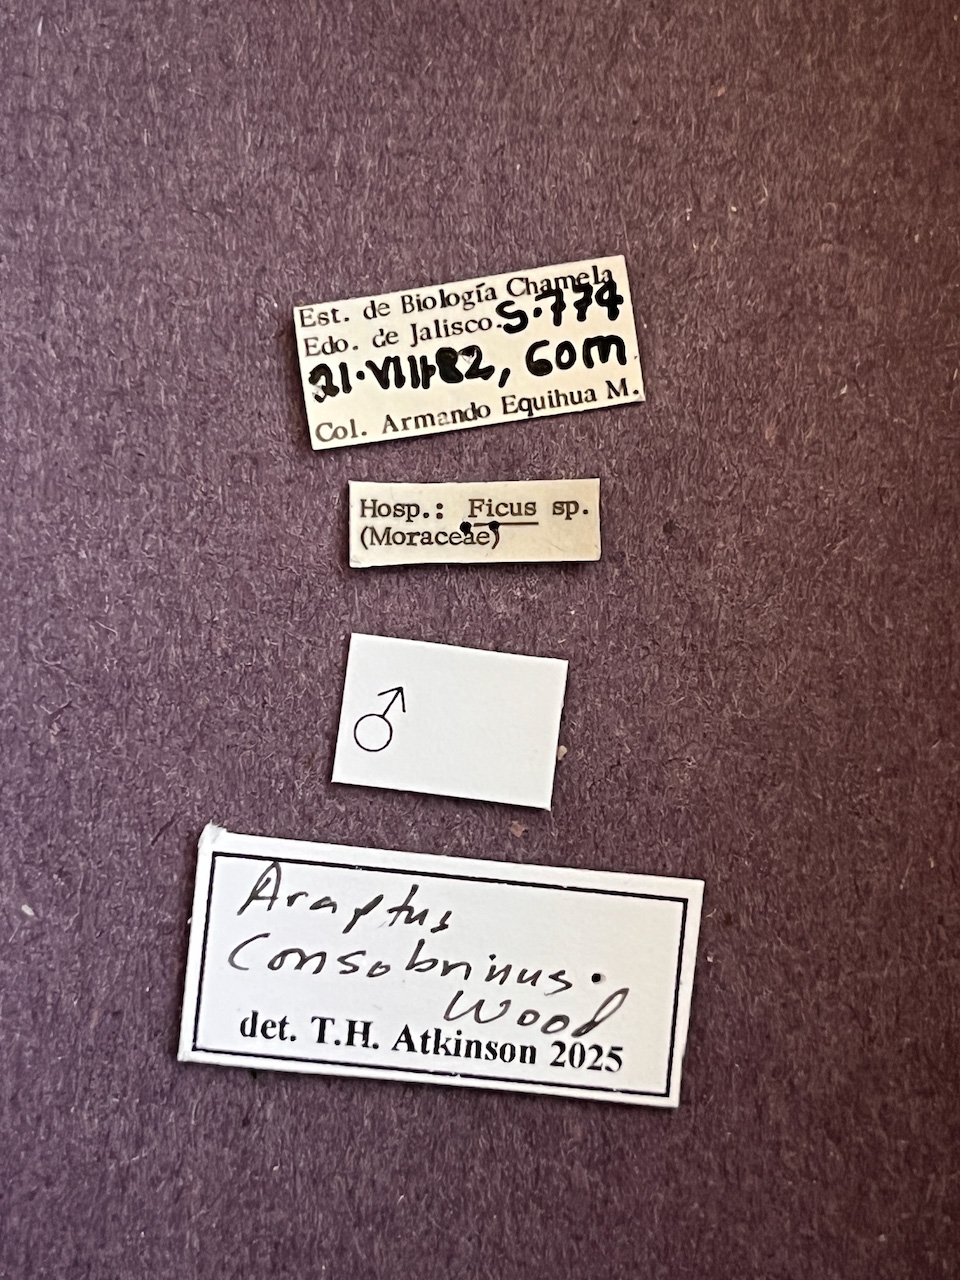 Est. de Biología Chamela
Edo. de Jalisco. S-774
21·VIII·82, 60m
Col. Armando Equihua M.
Hosp.: Ficus sp.
(Moraceae)
♂
Araptus
consobrinus.
Wood
det. T.H. Atkinson 2025